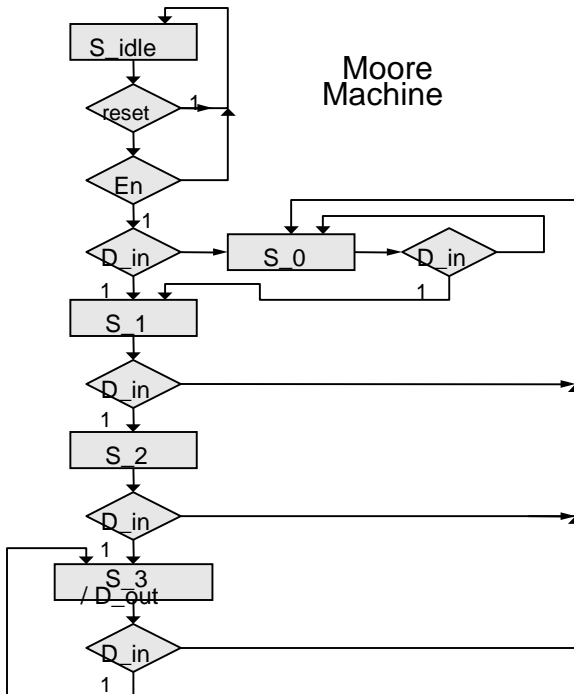 S_idle
Moore
Machine
reset
1
En
1
D_in
S_0
D_in
1
1
S_1
D_in
1
S_2
D_in
1
S_3
/ D_out
D_in
1